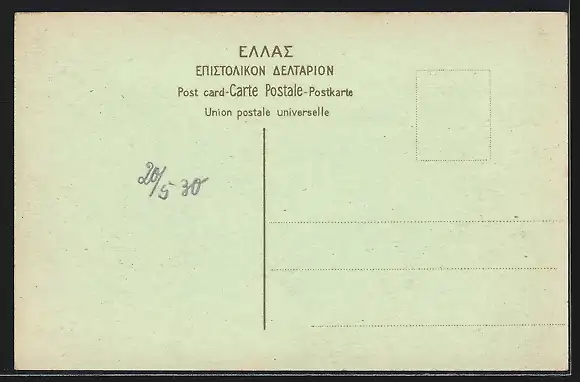 ΕΛΛΑΣ
ΕΠΙΣΤΟΛΙΚΟΝ ΔΕΛΤΑΡΙΟΝ
Post card-Carte Postale-Postkarte
Union postale universelle
20/5 30